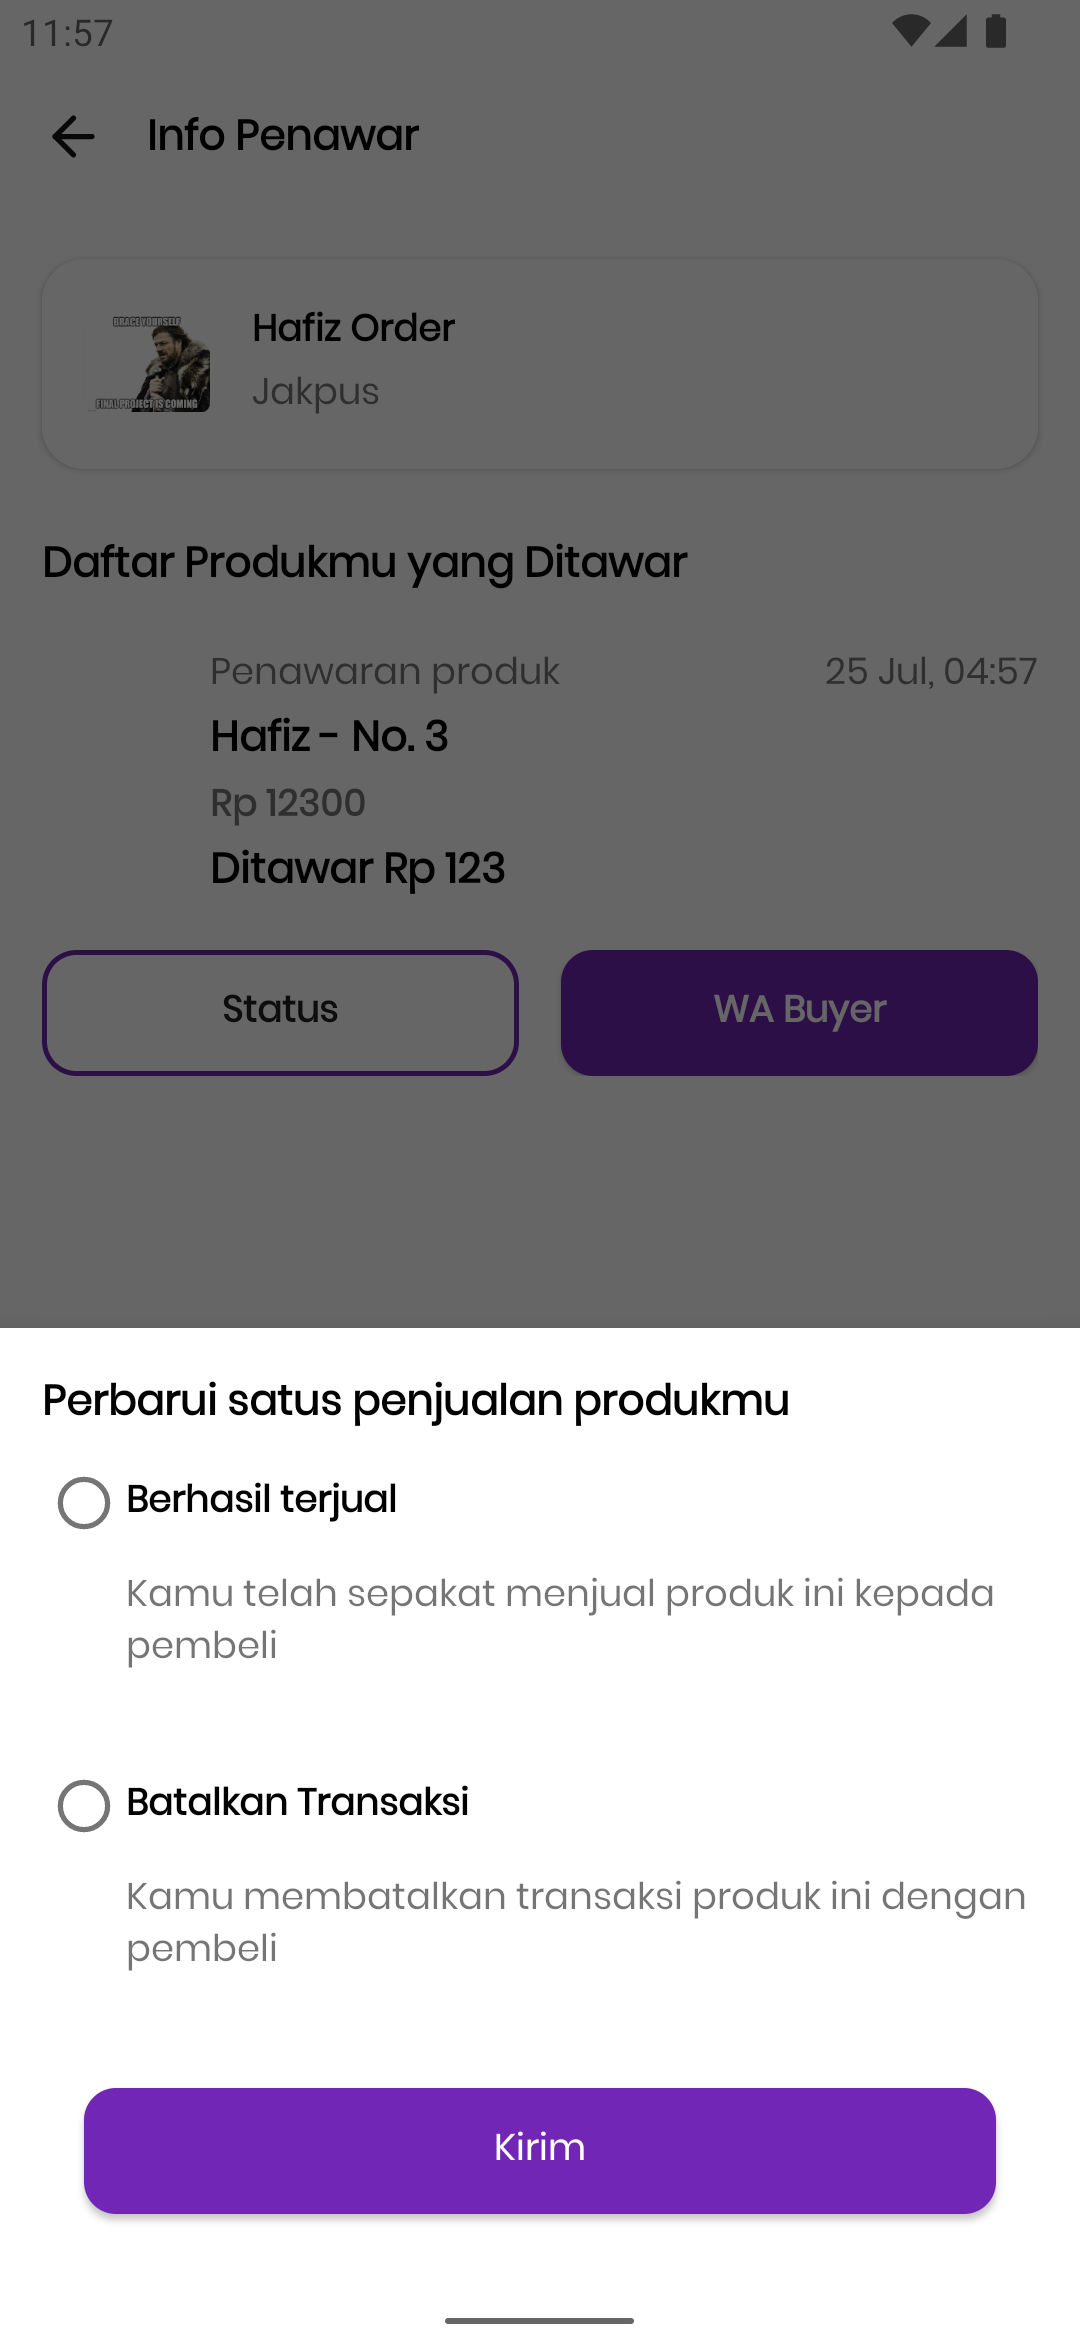 11:57
Info Penawar
BRACE YOURSELF
FINAL PROJECT IS COMING
Hafiz Order
Jakpus
Daftar Produkmu yang Ditawar
Penawaran produk
25 Jul, 04:57
Hafiz - No. 3
Rp 12300
Ditawar Rp 123
Status
WA Buyer
Perbarui satus penjualan produkmu
Berhasil terjual
Kamu telah sepakat menjual produk ini kepada
pembeli
Batalkan Transaksi
Kamu membatalkan transaksi produk ini dengan
pembeli
Kirim